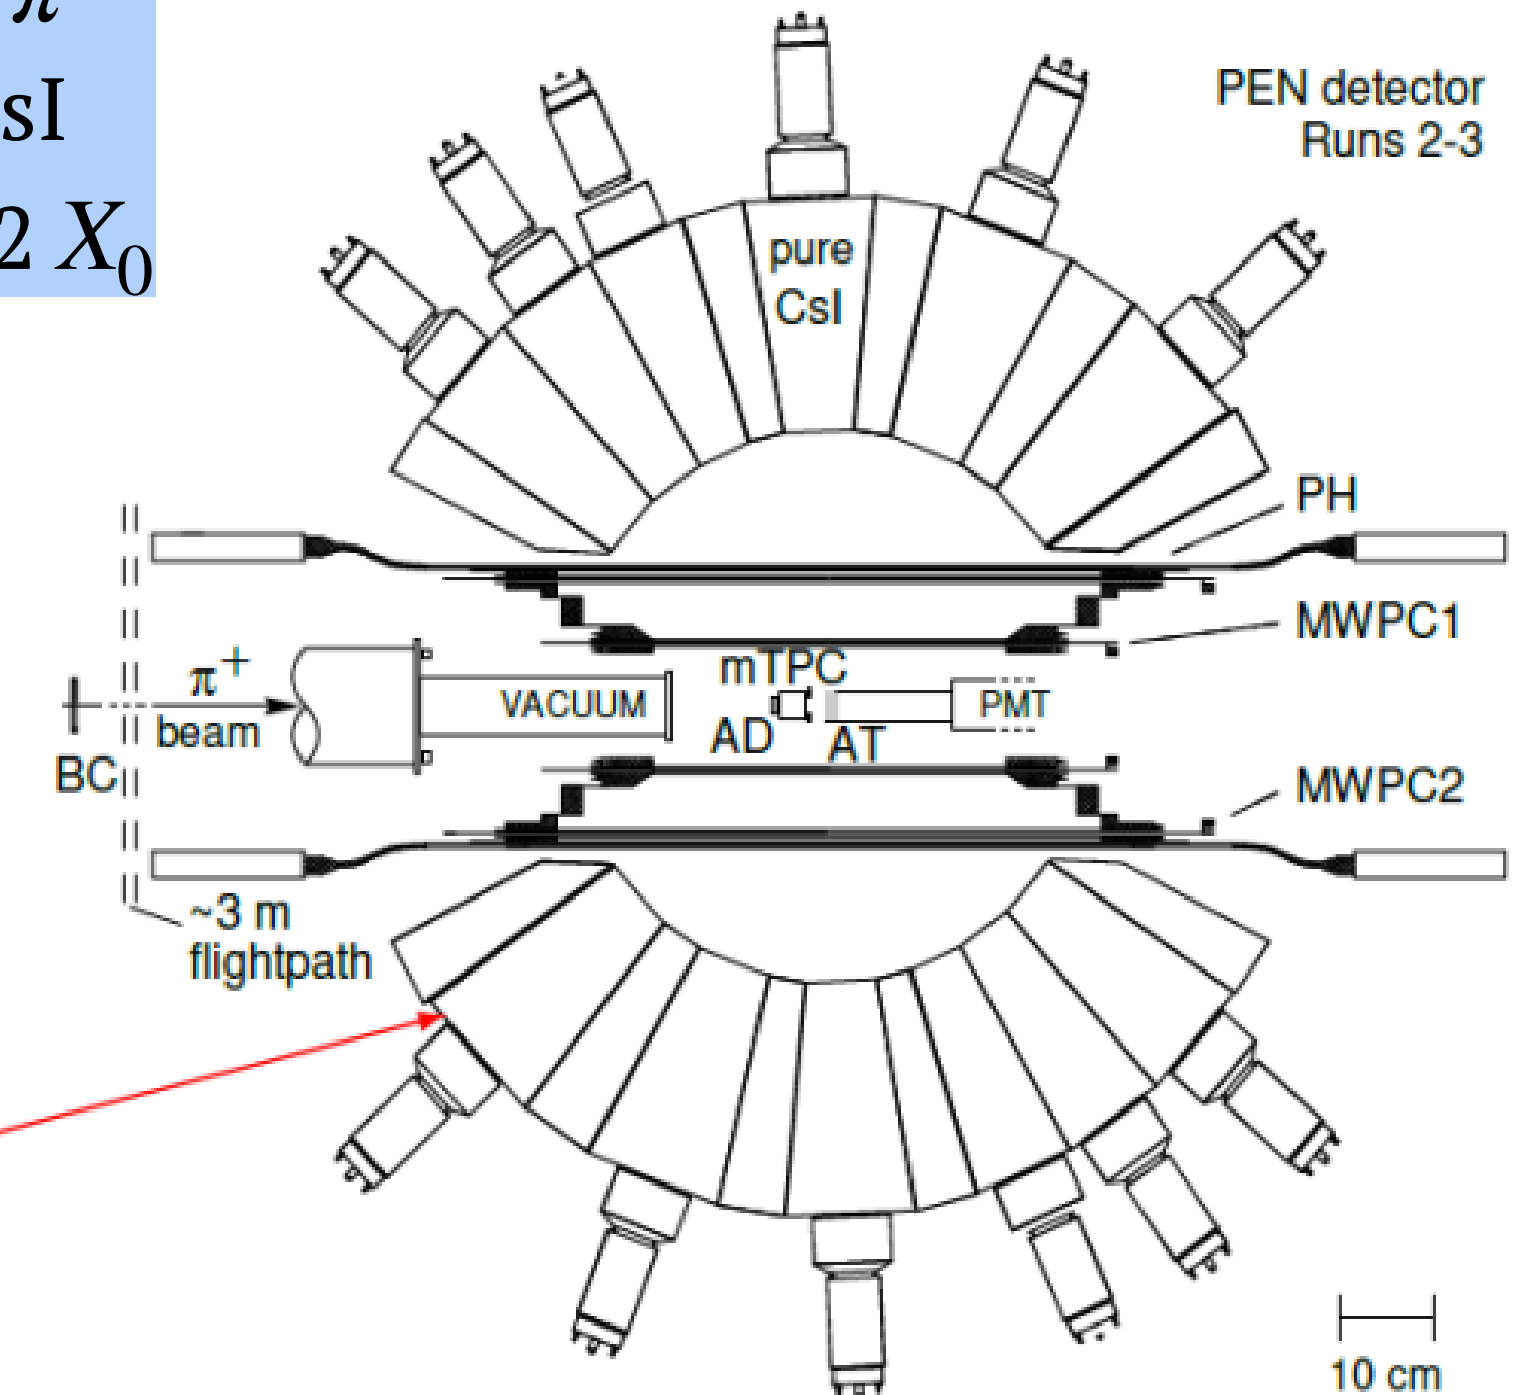 π
sI
2 X₀
PEN detector
Runs 2-3
pure
CsI
PH
MWPC1
mTPC
π⁺
beam
VACUUM
PMT
AD
AT
BC
MWPC2
~3 m
flightpath
10 cm